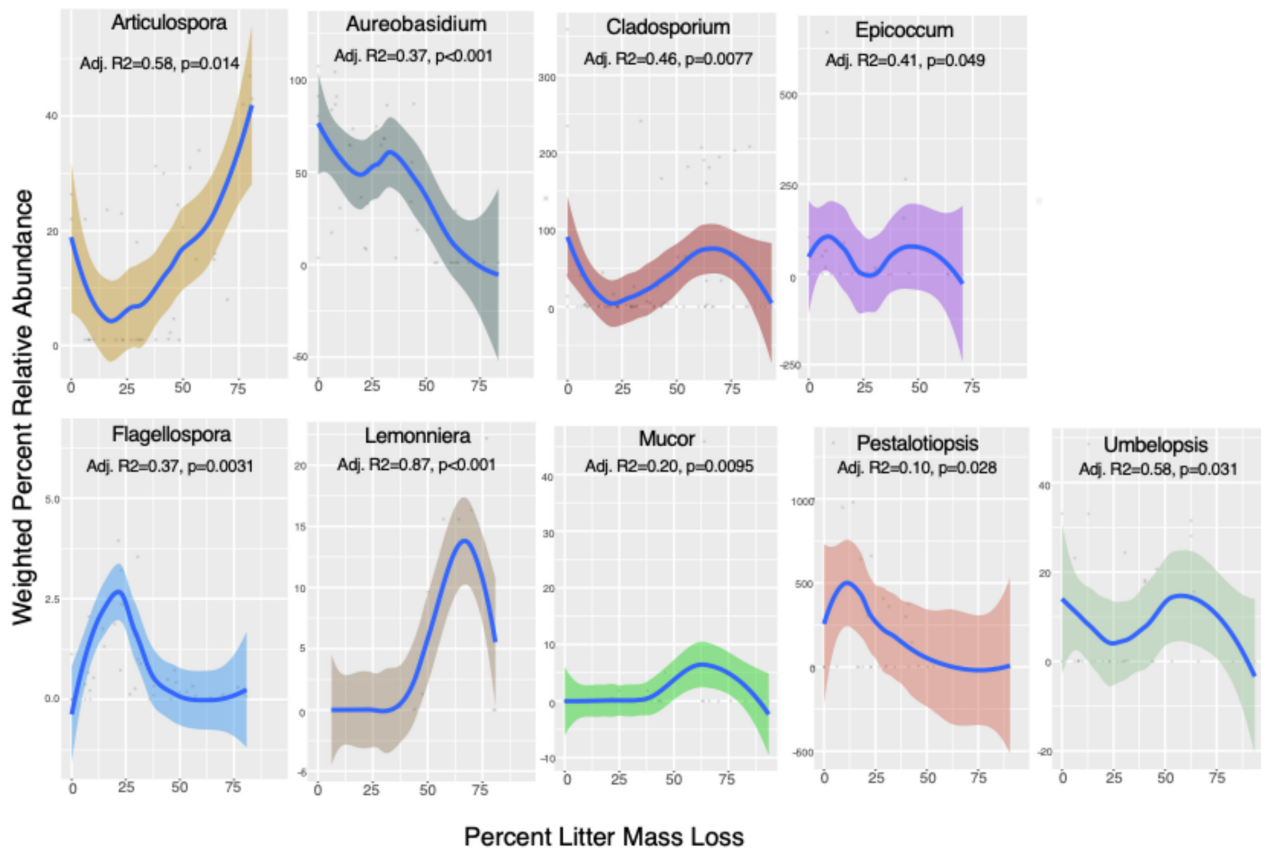 Weighted Percent Relative Abundance
Articulospora
Adj. R2=0.58, p=0.014
40
20
0
0 25 50 75
Aureobasidium
Adj. R2=0.37, p<0.001
100
50
0
-50
0 25 50 75
Cladosporium
Adj. R2=0.46, p=0.0077
300
200
100
0
0 25 50 75
Epicoccum
Adj. R2=0.41, p=0.049
500
250
0
-250
0 25 50 75
Flagellospora
Adj. R2=0.37, p=0.0031
5.0
2.5
0.0
0 25 50 75
Lemonniera
Adj. R2=0.87, p<0.001
20
15
10
5
0
-5
0 25 50 75
Mucor
Adj. R2=0.20, p=0.0095
40
30
20
10
0
-10
0 25 50 75
Pestalotiopsis
Adj. R2=0.10, p=0.028
1000
500
0
-500
0 25 50 75
Umbelopsis
Adj. R2=0.58, p=0.031
40
20
0
-20
0 25 50 75
Percent Litter Mass Loss